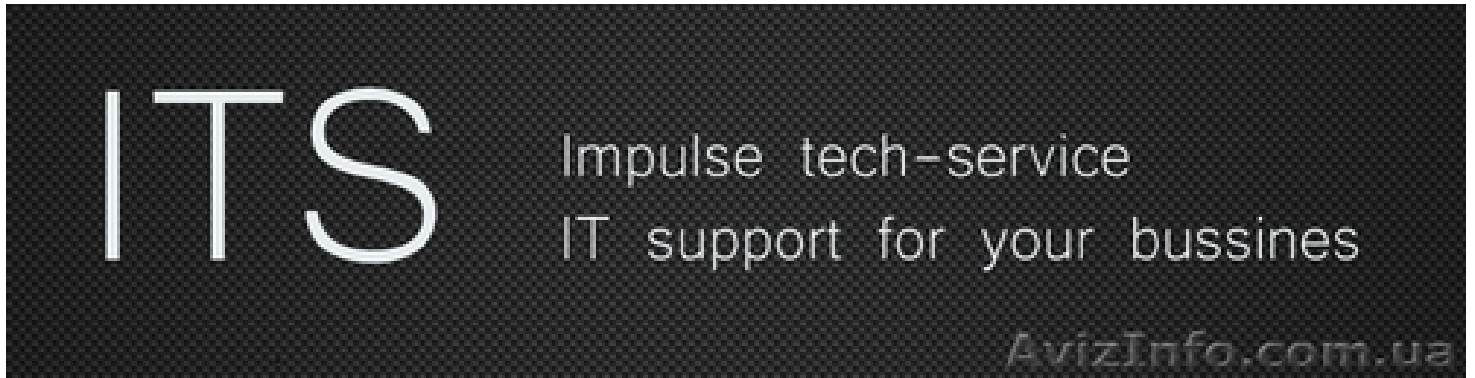 ITS
Impulse tech-service
IT support for your bussines
AvizInfo.com.ua